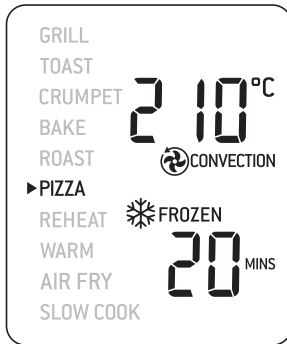 GRILL
TOAST
CRUMPET
210°C
BAKE
ROAST
CONVECTION
PIZZA
REHEAT
FROZEN
WARM
20 MINS
AIR FRY
SLOW COOK